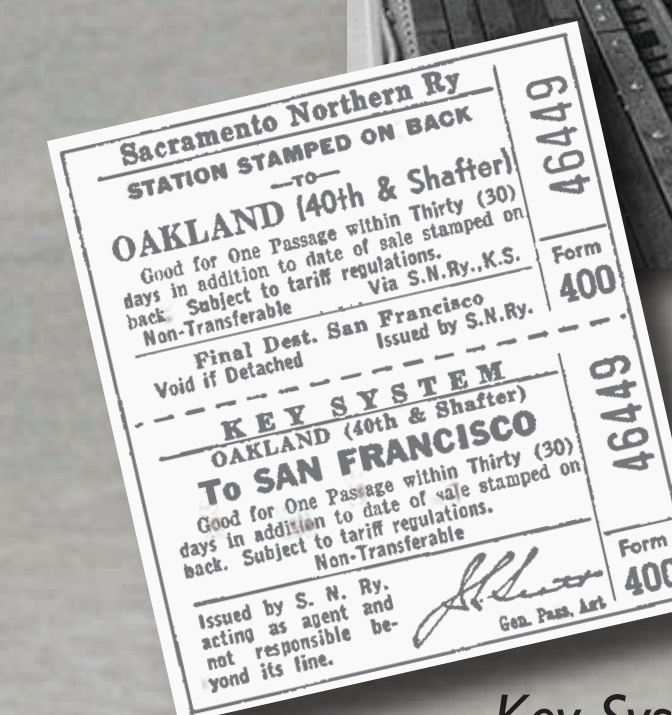 Sacramento Northern Ry
STATION STAMPED ON BACK
—TO—
OAKLAND (40th & Shafter)
Good for One Passage within Thirty (30)
days in addition to date of sale stamped on
back. Subject to tariff regulations.
Non-Transferable Via S.N.Ry.,K.S.
Final Dest. San Francisco
Void if Detached Issued by S.N.Ry.
46449
Form
400
KEY SYSTEM
OAKLAND (40th & Shafter)
To SAN FRANCISCO
Good for One Passage within Thirty (30)
days in addition to date of sale stamped on
back. Subject to tariff regulations.
Non-Transferable
Issued by S. N. Ry.
acting as agent and
not responsible be-
yond its line.
Gen. Pass. Agt
46449
Form
400
Key Sys